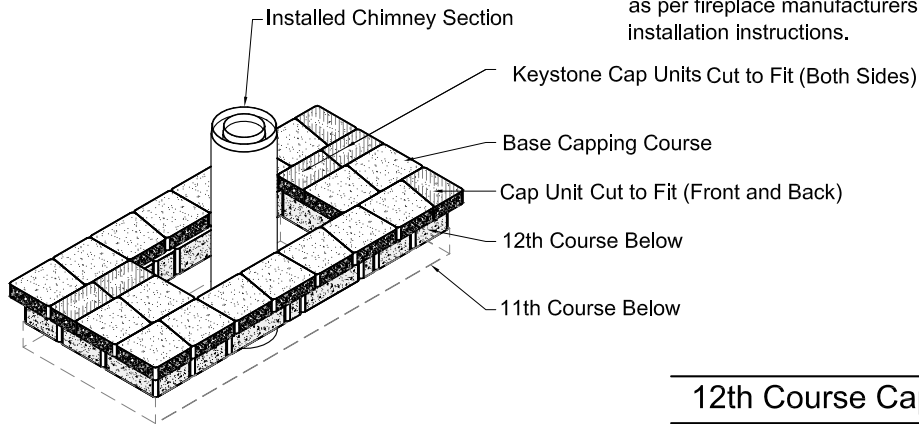 Installed Chimney Section
as per fireplace manufacturers
installation instructions.
Keystone Cap Units Cut to Fit (Both Sides)
Base Capping Course
Cap Unit Cut to Fit (Front and Back)
12th Course Below
11th Course Below
12th Course